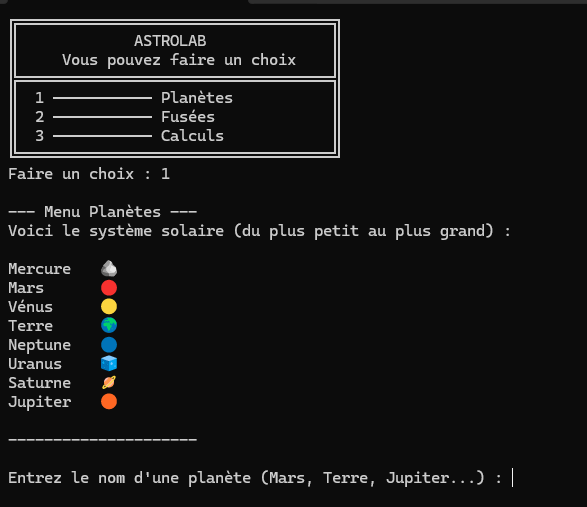 ASTROLAB
Vous pouvez faire un choix
1 ─────────── Planètes
2 ─────────── Fusées
3 ─────────── Calculs
Faire un choix : 1
--- Menu Planètes ---
Voici le système solaire (du plus petit au plus grand) :
Mercure
Mars
Vénus
Terre
Neptune
Uranus
Saturne
Jupiter
---------------------
Entrez le nom d'une planète (Mars, Terre, Jupiter...) :